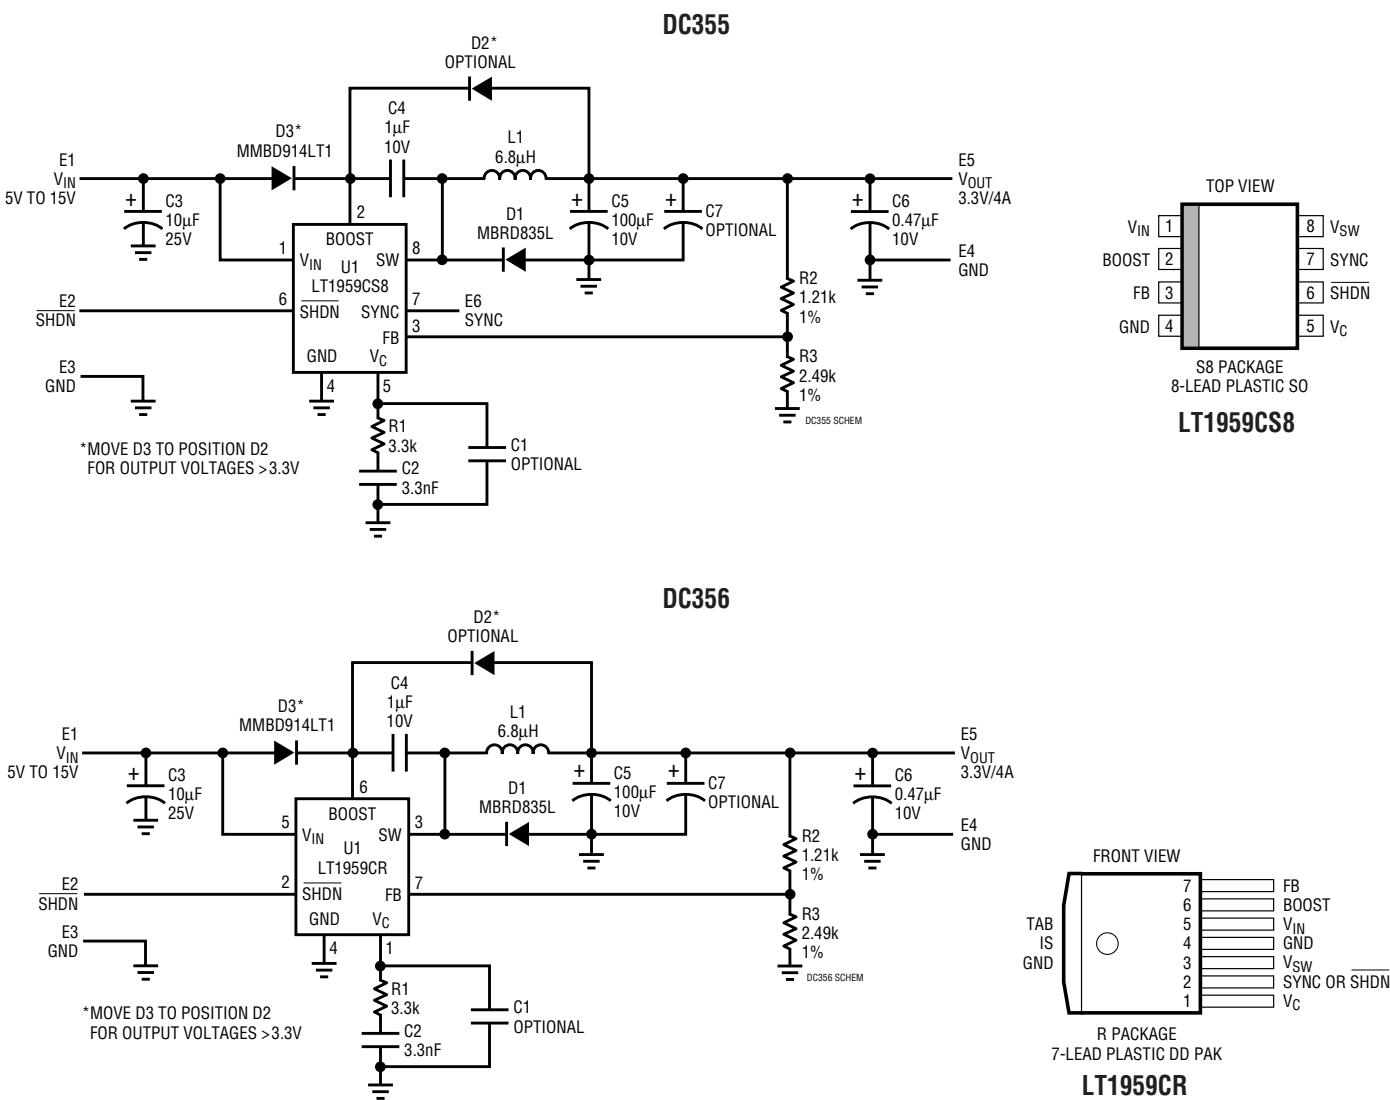 DC355
D2*
OPTIONAL
D3*
MMBD914LT1
C4
1µF
10V
L1
6.8µH
E1
VIN
5V TO 15V
+
C3
10µF
25V
2
BOOST
1
VIN
U1
LT1959CS8
SW
8
D1
MBRD835L
+
C5
100µF
10V
+
C7
OPTIONAL
+
C6
0.47µF
10V
E5
VOUT
3.3V/4A
E4
GND
E2
SHDN
6
SHDN
SYNC
7
E6
SYNC
FB
3
R2
1.21k
1%
R3
2.49k
1%
E3
GND
GND
4
VC
5
R1
3.3k
C2
3.3nF
C1
OPTIONAL
DC355 SCHEM
*MOVE D3 TO POSITION D2
FOR OUTPUT VOLTAGES >3.3V
TOP VIEW
VIN 1
BOOST 2
FB 3
GND 4
8 VSW
7 SYNC
6 SHDN
5 VC
S8 PACKAGE
8-LEAD PLASTIC SO
LT1959CS8
DC356
D2*
OPTIONAL
D3*
MMBD914LT1
C4
1µF
10V
L1
6.8µH
E1
VIN
5V TO 15V
+
C3
10µF
25V
6
BOOST
5
VIN
U1
LT1959CR
SW
3
D1
MBRD835L
+
C5
100µF
10V
+
C7
OPTIONAL
+
C6
0.47µF
10V
E5
VOUT
3.3V/4A
E4
GND
E2
SHDN
2
SHDN
FB
7
R2
1.21k
1%
R3
2.49k
1%
E3
GND
GND
4
VC
1
R1
3.3k
C2
3.3nF
C1
OPTIONAL
DC356 SCHEM
*MOVE D3 TO POSITION D2
FOR OUTPUT VOLTAGES >3.3V
FRONT VIEW
TAB
IS
GND
7 FB
6 BOOST
5 VIN
4 GND
3 VSW
2 SYNC OR SHDN
1 VC
R PACKAGE
7-LEAD PLASTIC DD PAK
LT1959CR